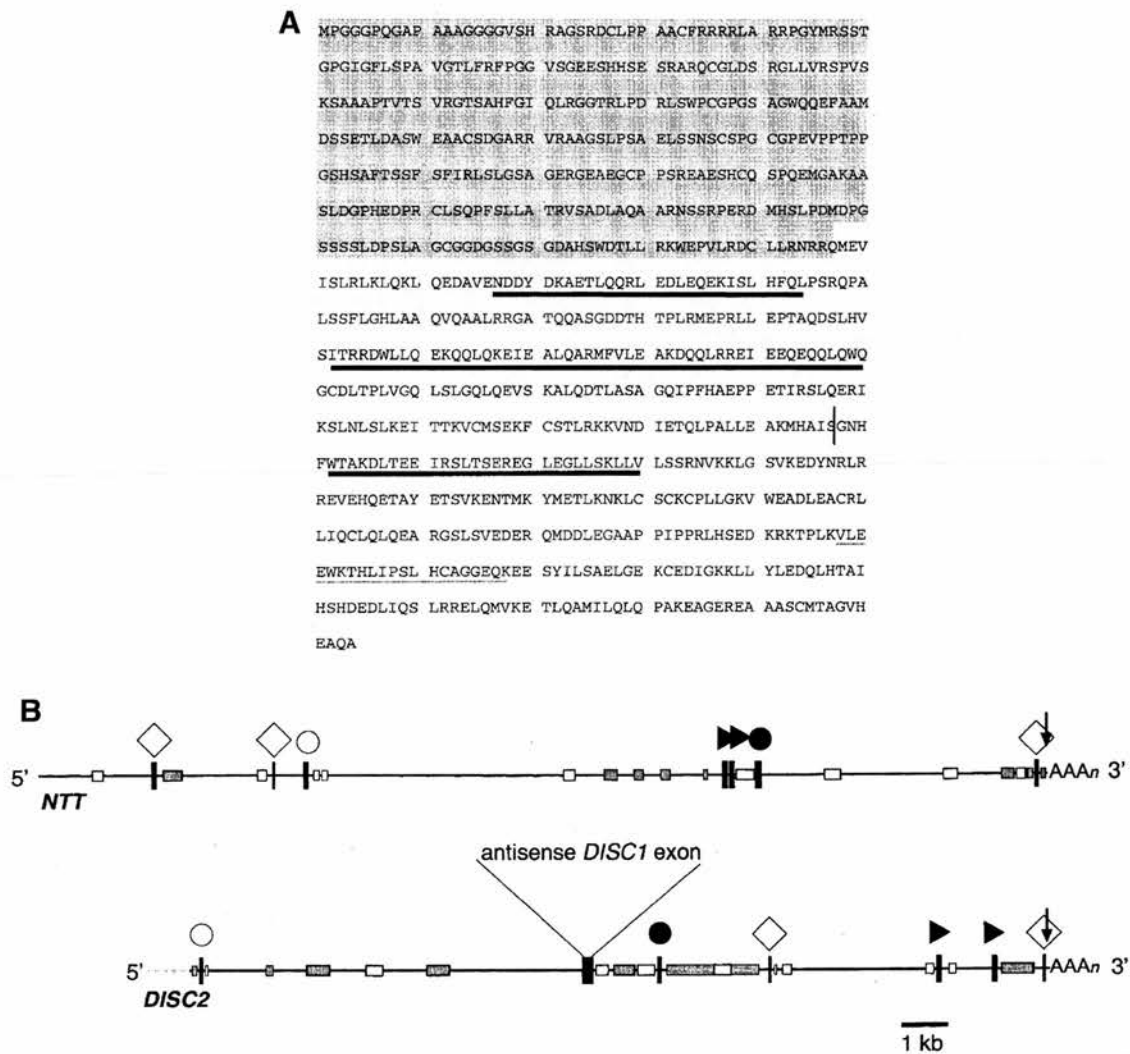 A
MPGGGPQGAP AAAGGGGVSH RAGSRDCLPP AACFRRRRLA RRPGYMRSST
GPGIGFLSPA VGTLFRFPGG VSGEESHHSE SRARQCGLDS RGLLVRSPVS
KSAAAPTVTS VRGTSAHFGI QLRGGTRLPD RLSWPCGPGS AGWQQEFAAM
DSSETLDASW EAACSDGARR VRAAGSLPSA ELSSNSCSPG CGPEVPPTPP
GSHSAFTSSF SFIRLSLGSA GERGEAEGCP PSREAESHCQ SPQEMGAKAA
SLDGPHEDPR CLSQPFSLLA TRVSADLAQA ARNSSRPERD MHSLPDMDPG
SSSSLDPSLA GCGGDGSSGS GDAHSWDTLL RKWEPVLRDC LLRNRRQMEV
ISLRLKLQKL QEDAVENDDY DKAETLQQRL EDLEQEKISL HFQLPSRQPA
LSSFLGHLAA QVQAALRRGA TQQASGDDTH TPLRMEPRLL EPTAQDSLHV
SITRRDWLLQ EKQQLQKEIE ALQARMFVLE AKDQQLRREI EEQEQQLQWQ
GCDLTPLVGQ LSLGQLQEVS KALQDTLASA GQIPFHAEPP ETIRSLQERI
KSLNLSLKEI TTKVCMSEKF CSTLRKKVND IETQLPALLE AKMHAISGNH
FWTAKDLTEE IRSLTSEREG LEGLLSKLLV LSSRNVKKLG SVKEDYNRLR
REVEHQETAY ETSVKENTMK YMETLKNKLC SCKCPLLGKV WEADLEACRL
LIQCLQLQEA RGSLSVEDER QMDDLEGAAP PIPPRLHSED KRKTPLKVLE
EWKTHLIPSL HCAGGEQKEE SYILSAELGE KCEDIGKKLL YLEDQLHTAI
HSHDEDLIQS LRRELQMVKE TLQAMILQLQ PAKEAGEREA AASCMTAGVH
EAQA
B
5' AAAn 3'
NTT
antisense DISC1 exon
5' AAAn 3'
DISC2
1 kb